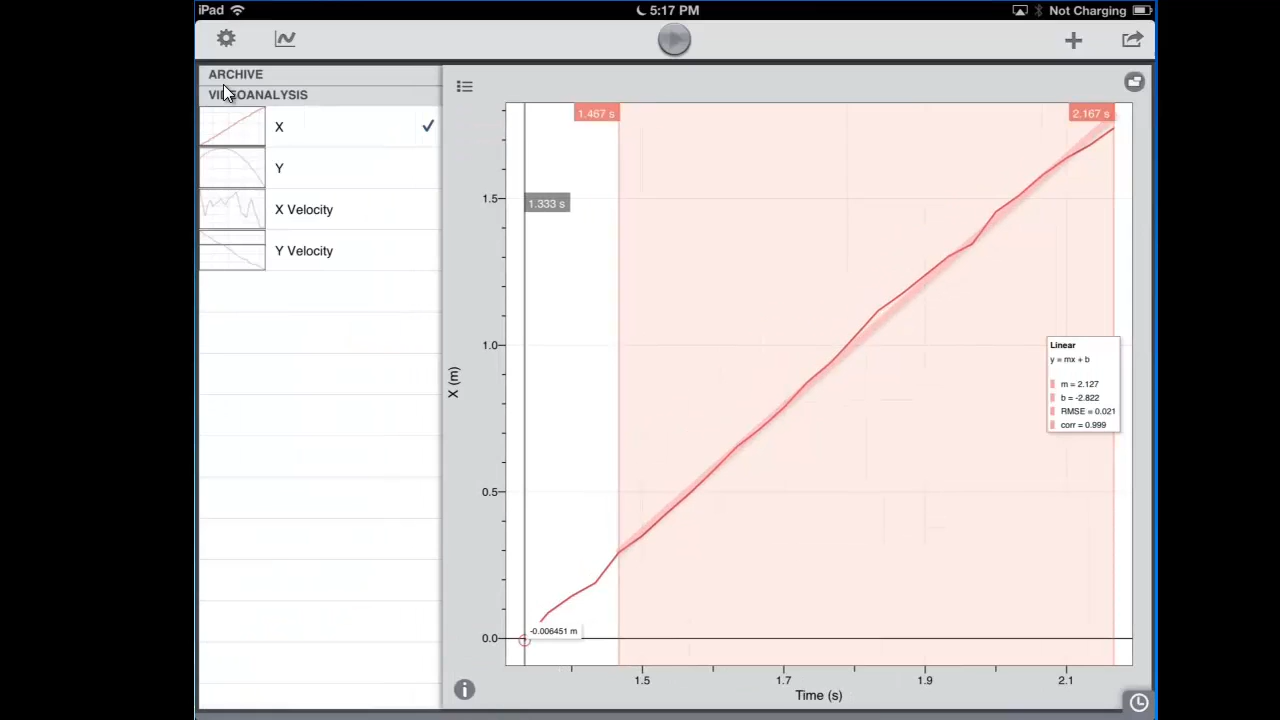 iPad 5:17 PM Not Charging
ARCHIVE
VIDEOANALYSIS
X
Y
X Velocity
Y Velocity
1.467 s 2.167 s
1.333 s
1.5
1.0
0.5
0.0
X (m)
Linear
y = mx + b
m = 2.127
b = -2.822
RMSE = 0.021
corr = 0.999
-0.006451 m
1.5 1.7 1.9 2.1
Time (s)